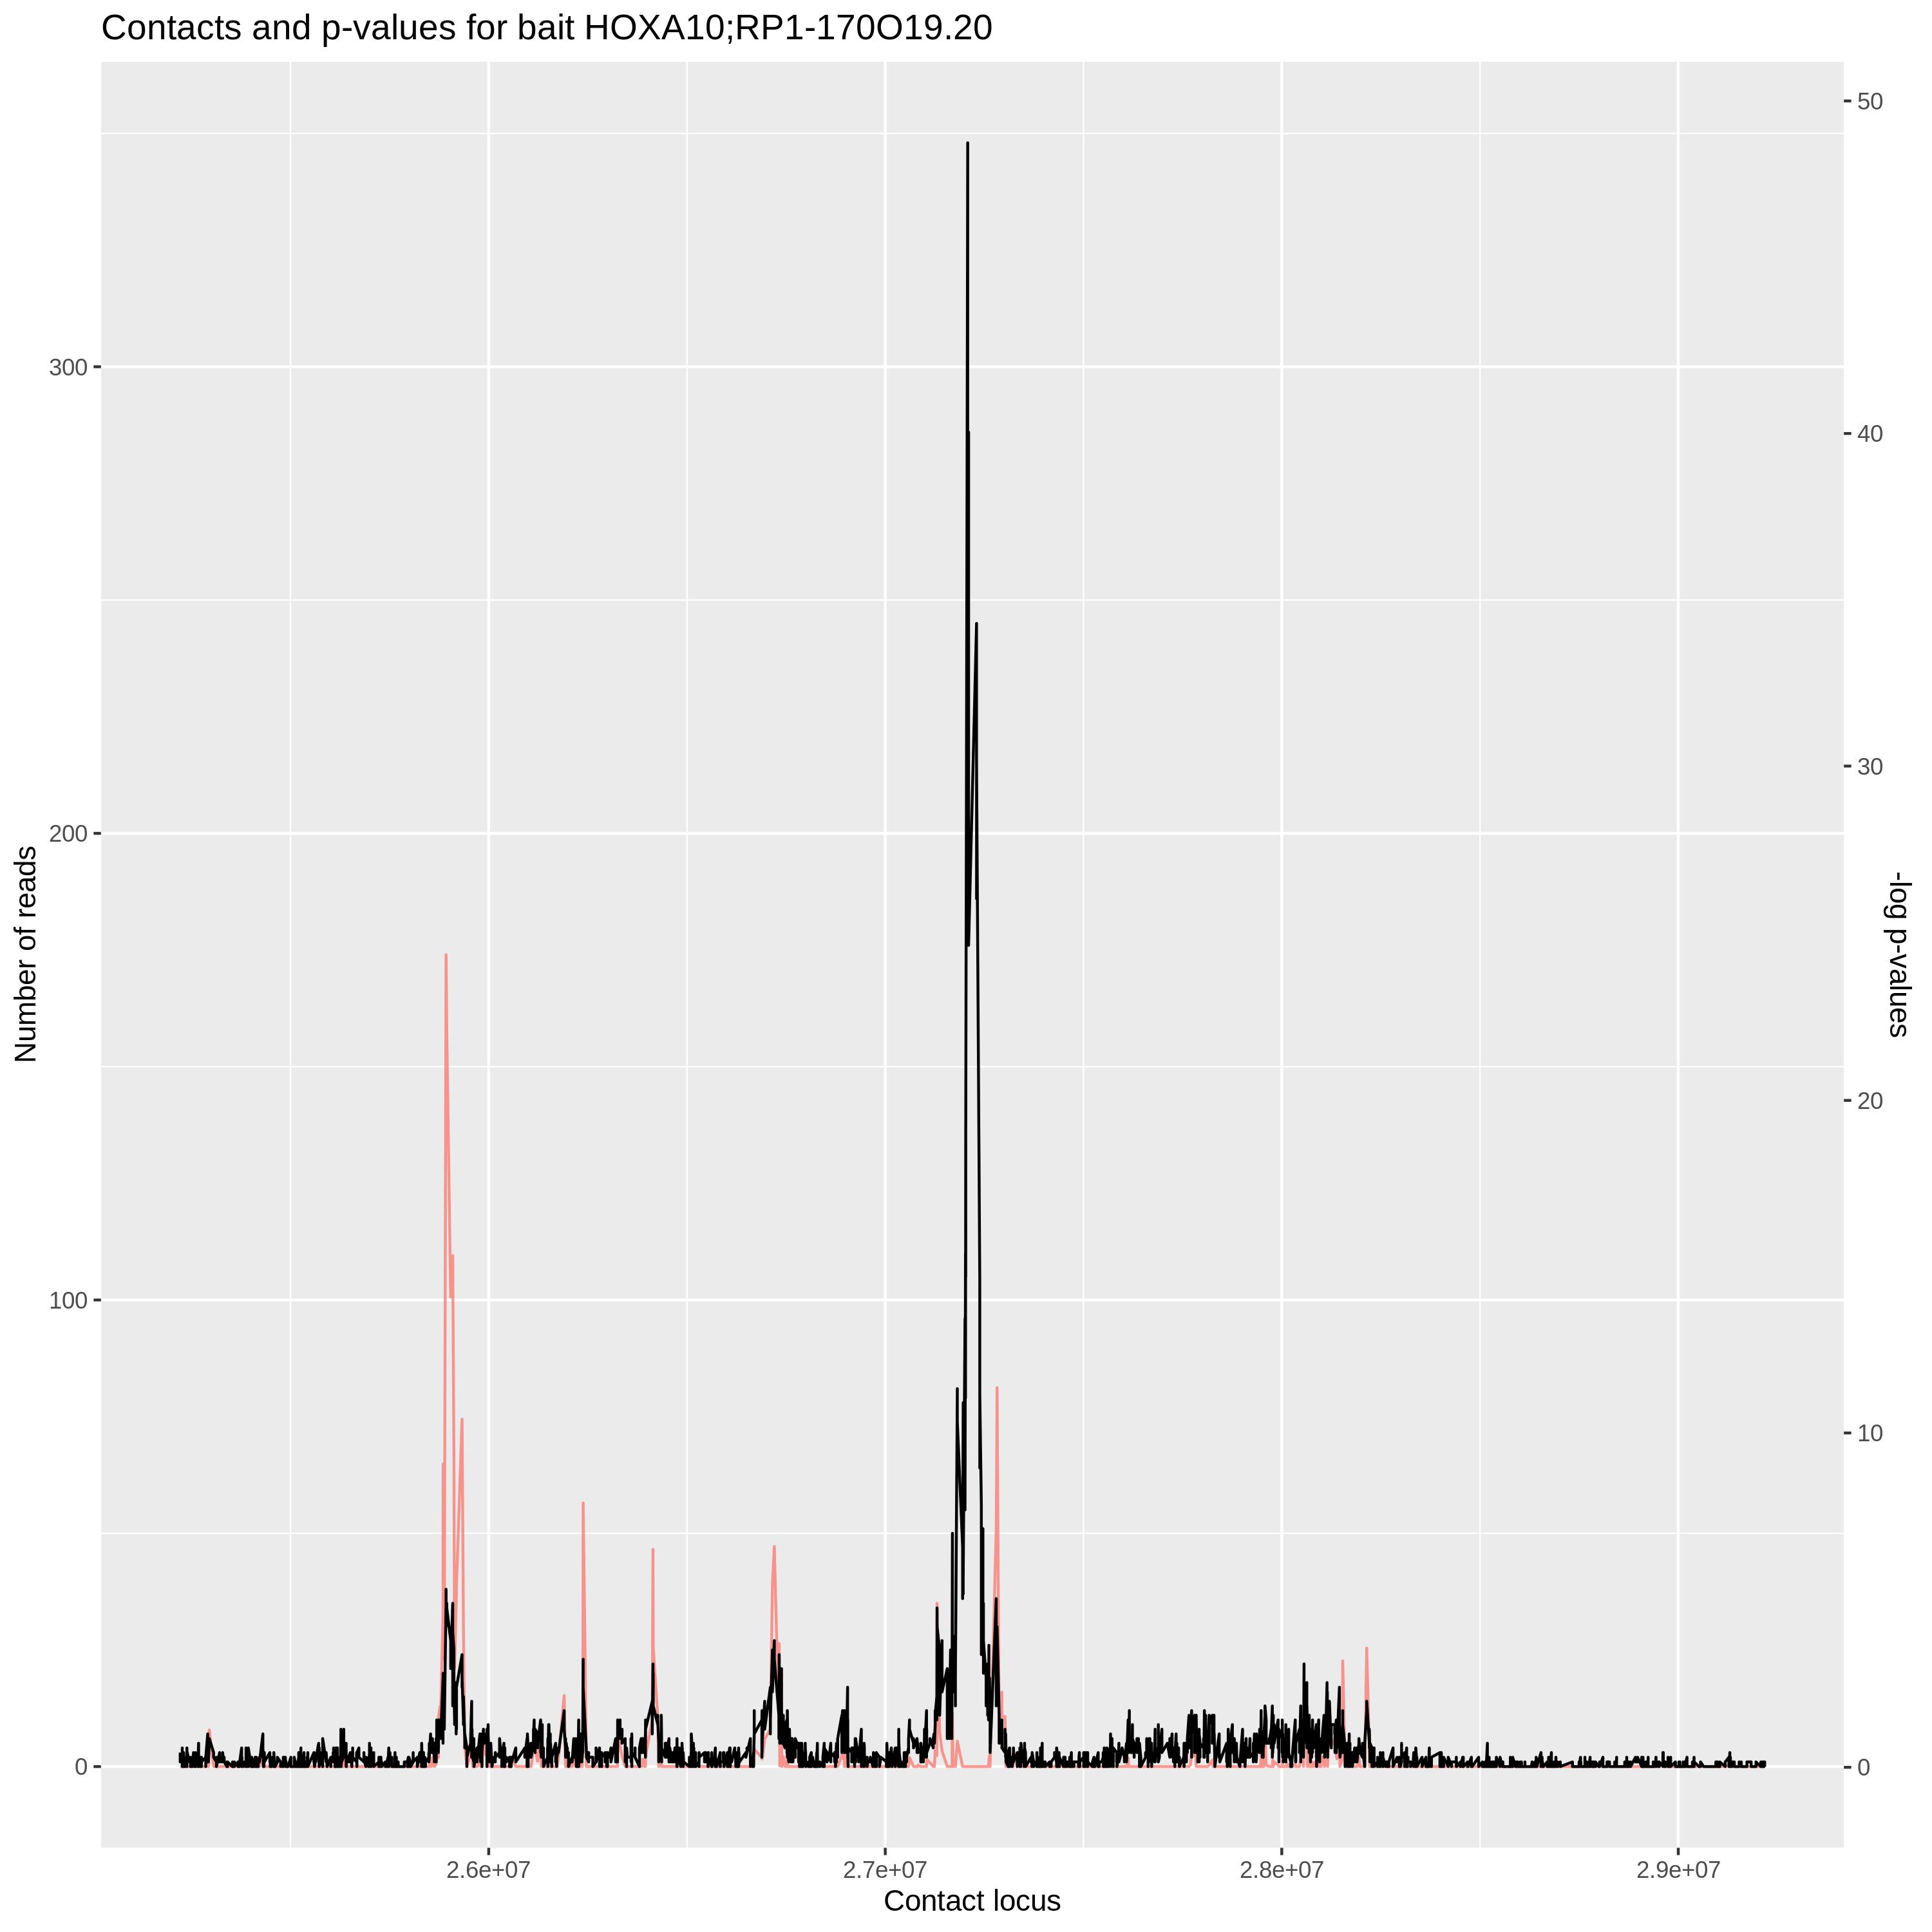 Contacts and p-values for bait HOXA10;RP1-170O19.20
50
300
40
30
200
Number of reads
-log p-values
20
100
10
0
0
2.6e+07
2.7e+07
2.8e+07
2.9e+07
Contact locus